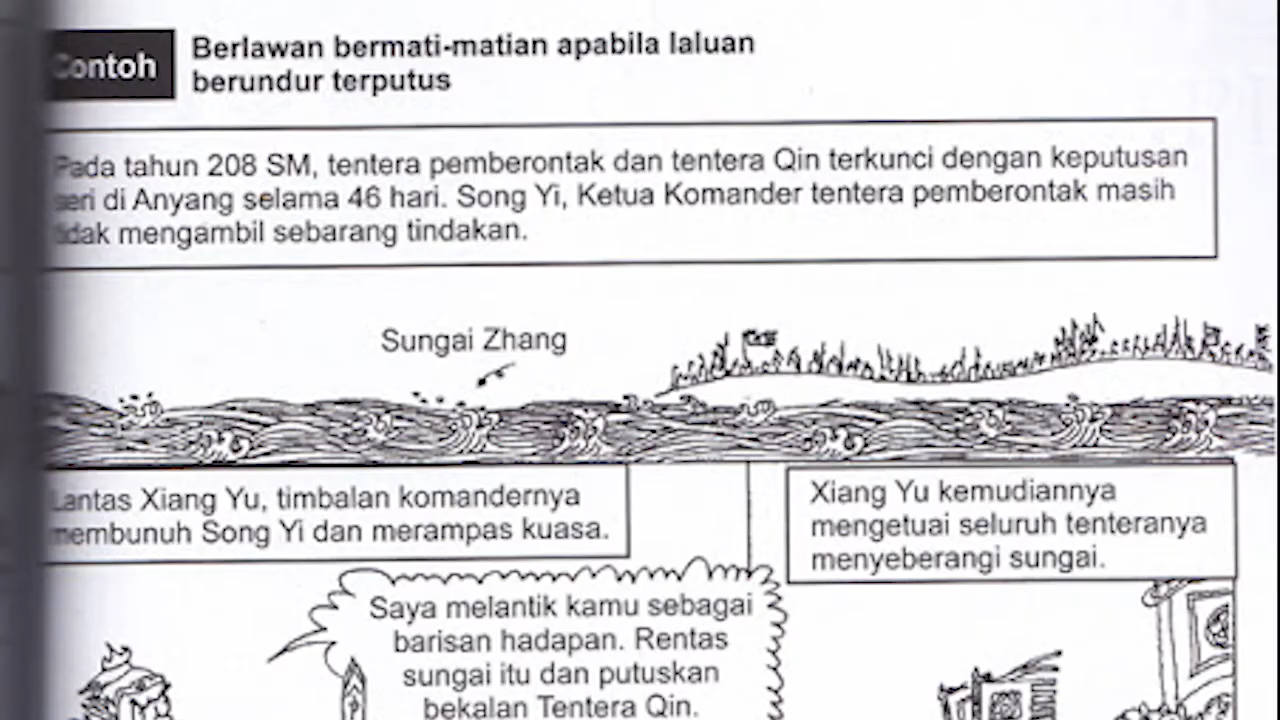 Contoh
Berlawan bermati-matian apabila laluan
berundur terputus
Pada tahun 208 SM, tentera pemberontak dan tentera Qin terkunci dengan keputusan
seri di Anyang selama 46 hari. Song Yi, Ketua Komander tentera pemberontak masih
tidak mengambil sebarang tindakan.
Sungai Zhang
Lantas Xiang Yu, timbalan komandernya
membunuh Song Yi dan merampas kuasa.
Xiang Yu kemudiannya
mengetuai seluruh tenteranya
menyeberangi sungai.
Saya melantik kamu sebagai
barisan hadapan. Rentas
sungai itu dan putuskan
bekalan Tentera Qin.